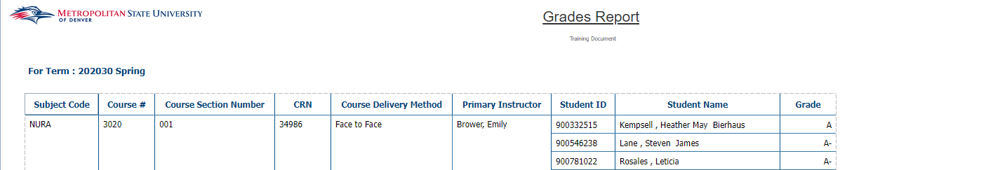 METROPOLITAN STATE UNIVERSITY
OF DENVER
Grades Report
Training Document
For Term : 202030 Spring
Subject Code Course # Course Section Number CRN Course Delivery Method Primary Instructor Student ID Student Name Grade
NURA 3020 001 34986 Face to Face Brower, Emily 900332515 Kempsell , Heather May Bierhaus A
900546238 Lane , Steven James A-
900781022 Rosales , Leticia A-